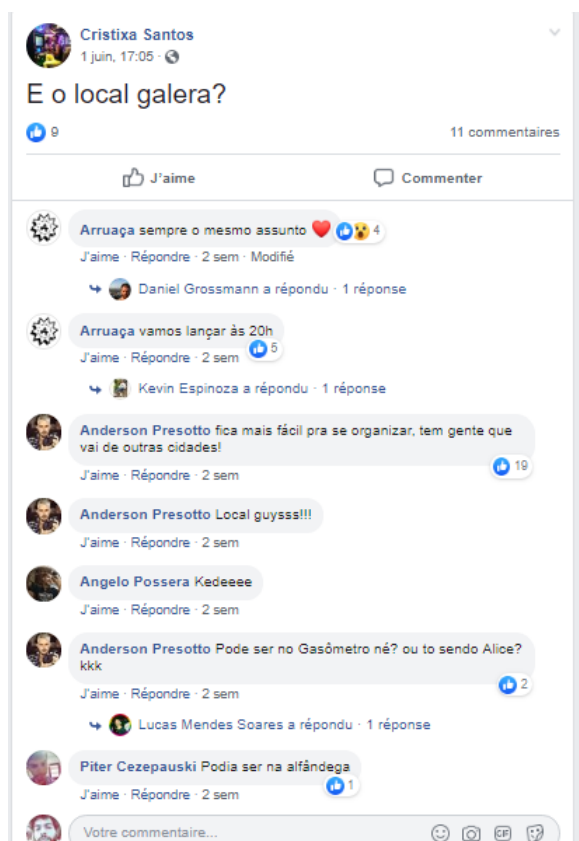 Cristixa Santos
1 juin, 17:05
E o local galera?
9
11 commentaires
J'aime
Commenter
Arruaça sempre o mesmo assunto ❤️ 4
J'aime · Répondre · 2 sem · Modifié
Daniel Grossmann a répondu · 1 réponse
Arruaça vamos lançar às 20h
J'aime · Répondre · 2 sem 5
Kevin Espinoza a répondu · 1 réponse
Anderson Presotto fica mais fácil pra se organizar, tem gente que
vai de outras cidades!
19
J'aime · Répondre · 2 sem
Anderson Presotto Local guysss!!!
J'aime · Répondre · 2 sem
Angelo Possera Kedeeee
J'aime · Répondre · 2 sem
Anderson Presotto Pode ser no Gasômetro né? ou to sendo Alice?
kkk
2
J'aime · Répondre · 2 sem
Lucas Mendes Soares a répondu · 1 réponse
Piter Cezepauski Podia ser na alfândega
1
J'aime · Répondre · 2 sem
Votre commentaire...
GIF